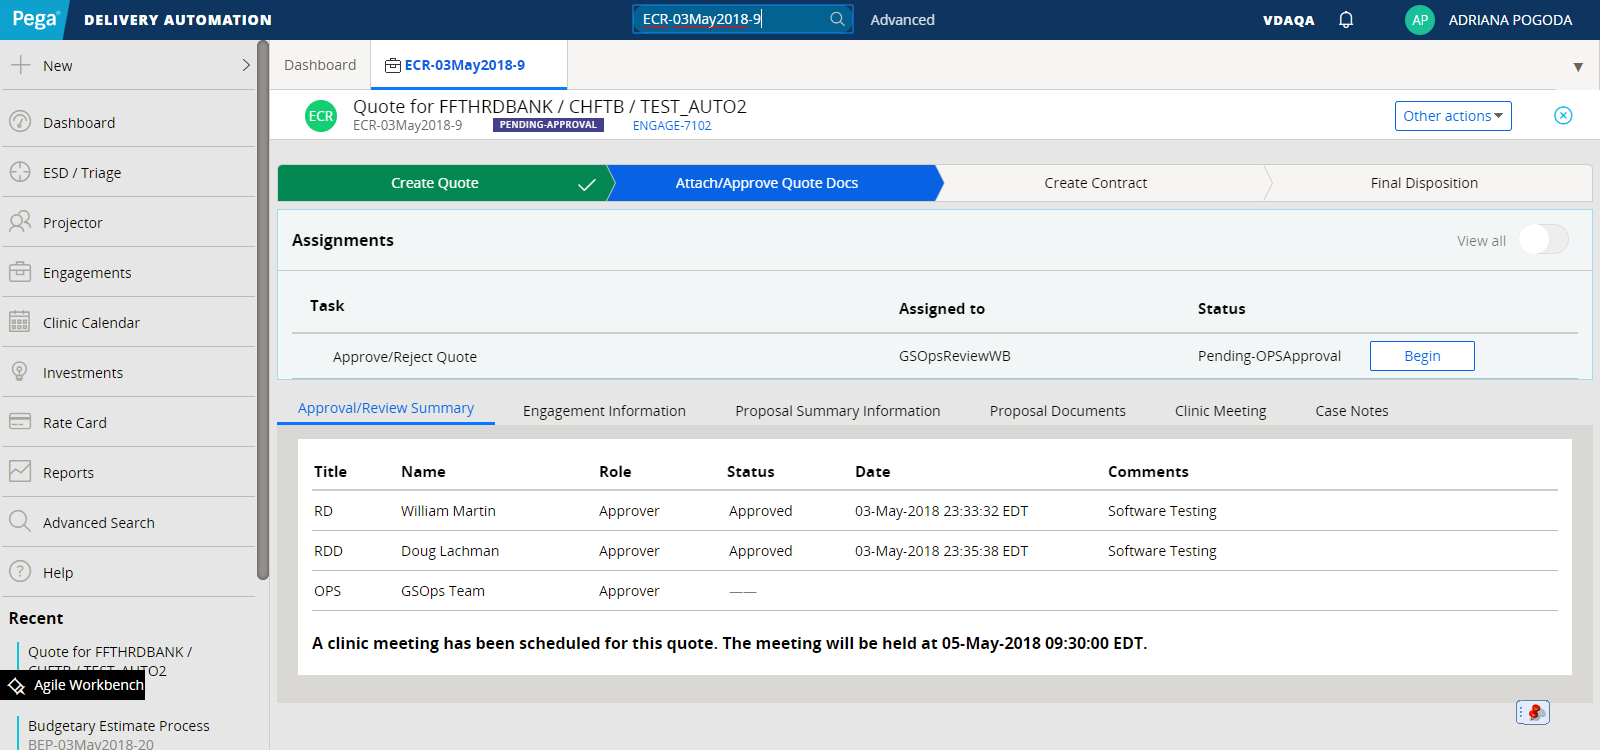 Pega DELIVERY AUTOMATION ECR-03May2018-9 Advanced VDAQA AP ADRIANA POGODA
New
Dashboard
ESD / Triage
Projector
Engagements
Clinic Calendar
Investments
Rate Card
Reports
Advanced Search
Help
Recent
Quote for FFTHRDBANK /
CHFTB / TEST_AUTO2
Agile Workbench
Budgetary Estimate Process
BEP-03May2018-20
Dashboard ECR-03May2018-9
ECR Quote for FFTHRDBANK / CHFTB / TEST_AUTO2
ECR-03May2018-9 PENDING-APPROVAL ENGAGE-7102
Other actions
Create Quote Attach/Approve Quote Docs Create Contract Final Disposition
Assignments View all
Task Assigned to Status
Approve/Reject Quote GSOpsReviewWB Pending-OPSApproval Begin
Approval/Review Summary Engagement Information Proposal Summary Information Proposal Documents Clinic Meeting Case Notes
Title Name Role Status Date Comments
RD William Martin Approver Approved 03-May-2018 23:33:32 EDT Software Testing
RDD Doug Lachman Approver Approved 03-May-2018 23:35:38 EDT Software Testing
OPS GSOps Team Approver ——
A clinic meeting has been scheduled for this quote. The meeting will be held at 05-May-2018 09:30:00 EDT.